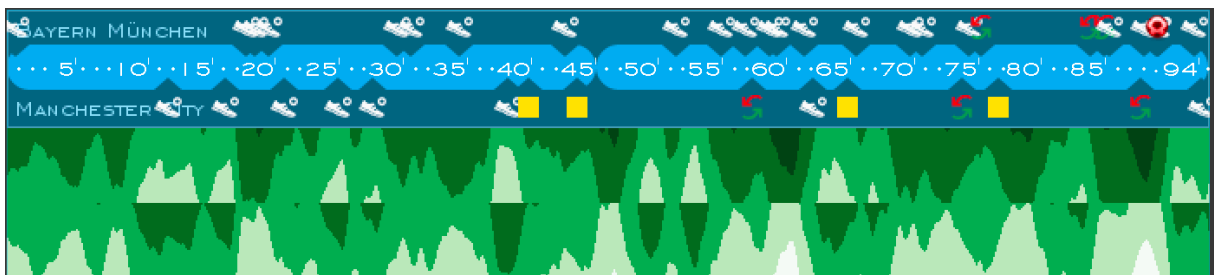 BAYERN MÜNCHEN
5' 10' 15' 20' 25' 30' 35' 40' 45' 50' 55' 60' 65' 70' 75' 80' 85' 94'
MANCHESTER CITY